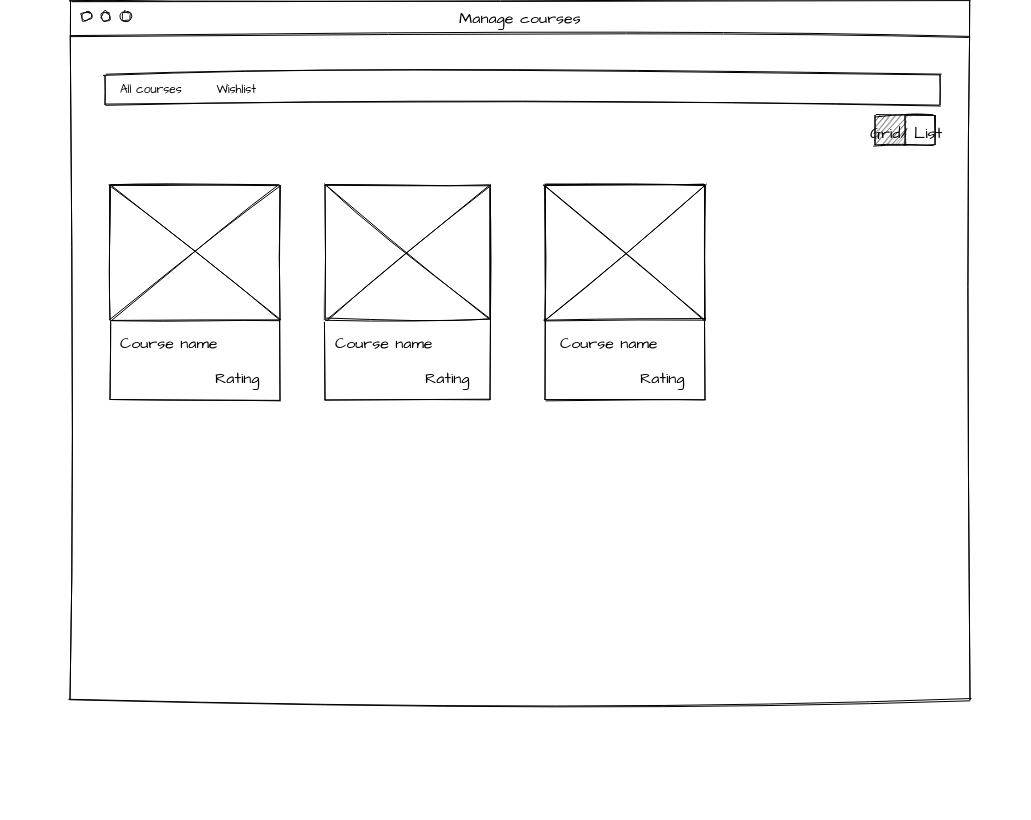 Manage courses
All courses Wishlist
Grid/ List
Course name Course name Course name
Rating Rating Rating